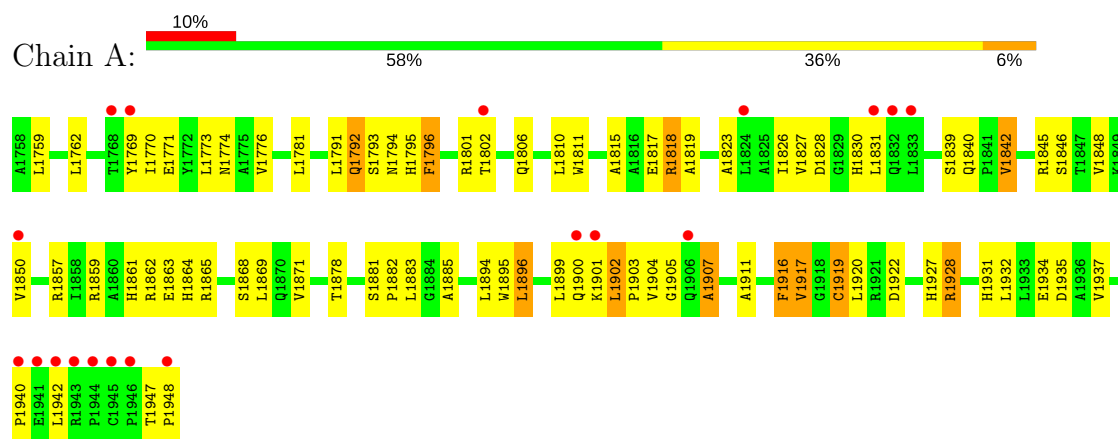 10%
Chain A:
58% 36% 6%
A1758 L1759 L1762 T1768 Y1769 I1770 E1771 Y1772 L1773 N1774 A1775 V1776 L1781 L1791 Q1792 S1793 N1794 H1795 F1796 R1801 T1802 Q1806 L1810 W1811 A1815 A1816 E1817 R1818 A1819 A1823 L1824 A1825 I1826 V1827 D1828 G1829 H1830 L1831 Q1832 L1833 S1839 Q1840 P1841 V1842 R1845 S1846 T1847 V1848
V1850 R1857 I1858 R1859 A1860 H1861 R1862 E1863 H1864 R1865 S1868 L1869 Q1870 V1871 T1878 S1881 P1882 L1883 G1884 A1885 L1894 W1895 L1896 L1899 Q1900 K1901 L1902 P1903 V1904 G1905 Q1906 A1907 A1911 F1916 V1917 G1918 C1919 L1920 R1921 D1922 H1927 R1928 H1931 L1932 L1933 E1934 D1935 A1936 V1937
P1940 E1941 L1942 R1943 P1944 C1945 P1946 T1947 P1948